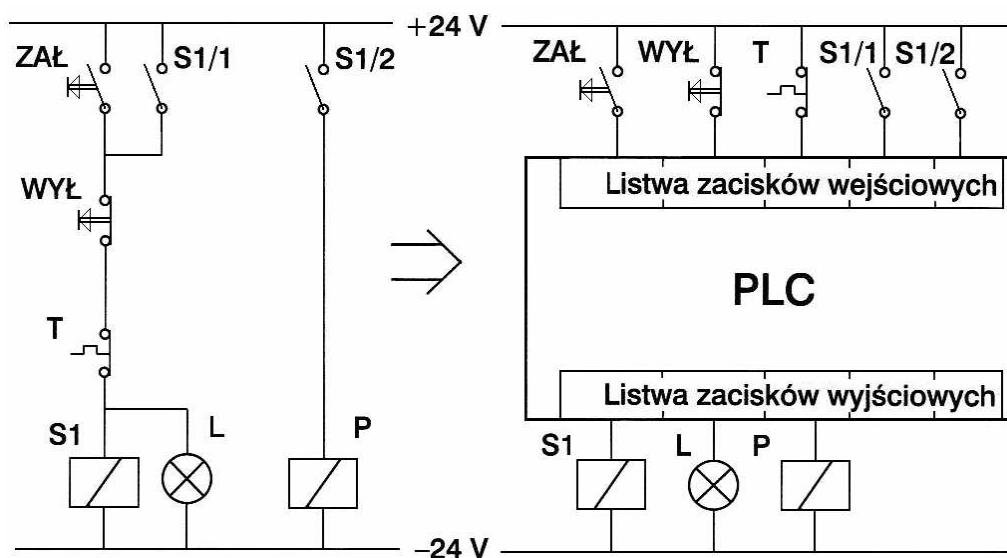 +24 V
ZAŁ
S1/1
S1/2
WYŁ
T
S1
L
P
−24 V
ZAŁ
WYŁ
T
S1/1
S1/2
Listwa zacisków wejściowych
PLC
Listwa zacisków wyjściowych
S1
L
P